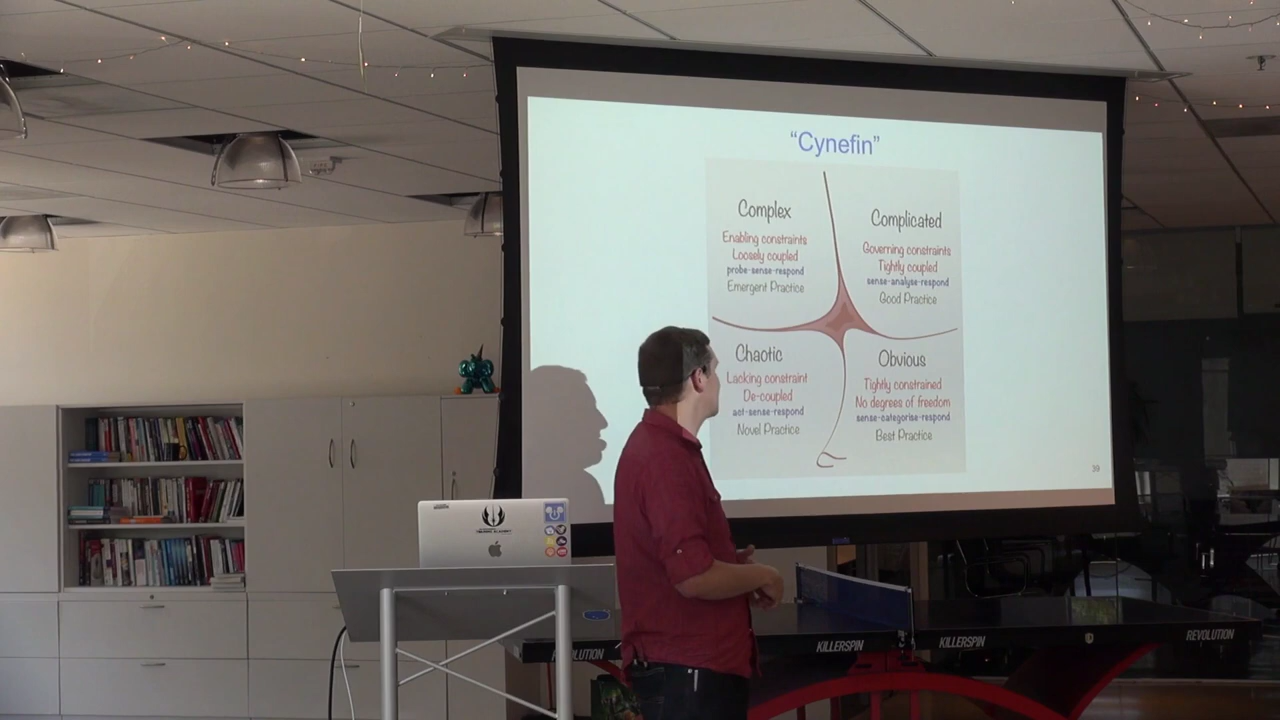 “Cynefin”
Complex
Enabling constraints
Loosely coupled
probe-sense-respond
Emergent Practice
Complicated
Governing constraints
Tightly coupled
sense-analyse-respond
Good Practice
Chaotic
Lacking constraint
De-coupled
act-sense-respond
Novel Practice
Obvious
Tightly constrained
No degrees of freedom
sense-categorise-respond
Best Practice
39
KILLERSPIN
KILLERSPIN
REVOLUTION